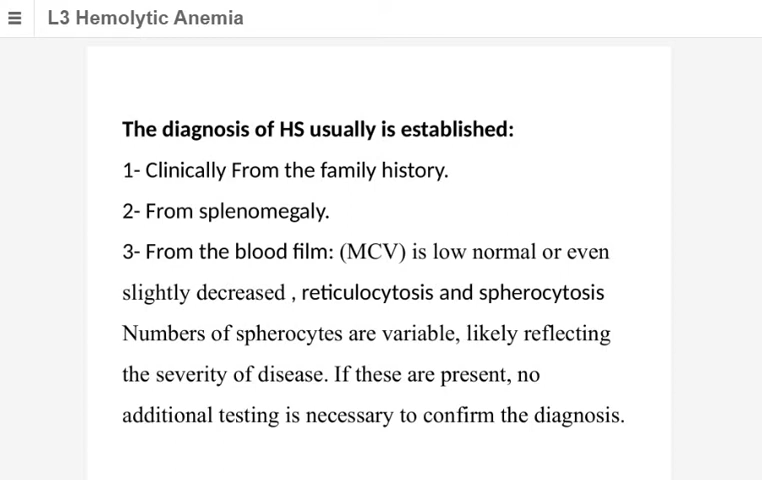 L3 Hemolytic Anemia
The diagnosis of HS usually is established:
1- Clinically From the family history.
2- From splenomegaly.
3- From the blood film: (MCV) is low normal or even
slightly decreased , reticulocytosis and spherocytosis
Numbers of spherocytes are variable, likely reflecting
the severity of disease. If these are present, no
additional testing is necessary to confirm the diagnosis.